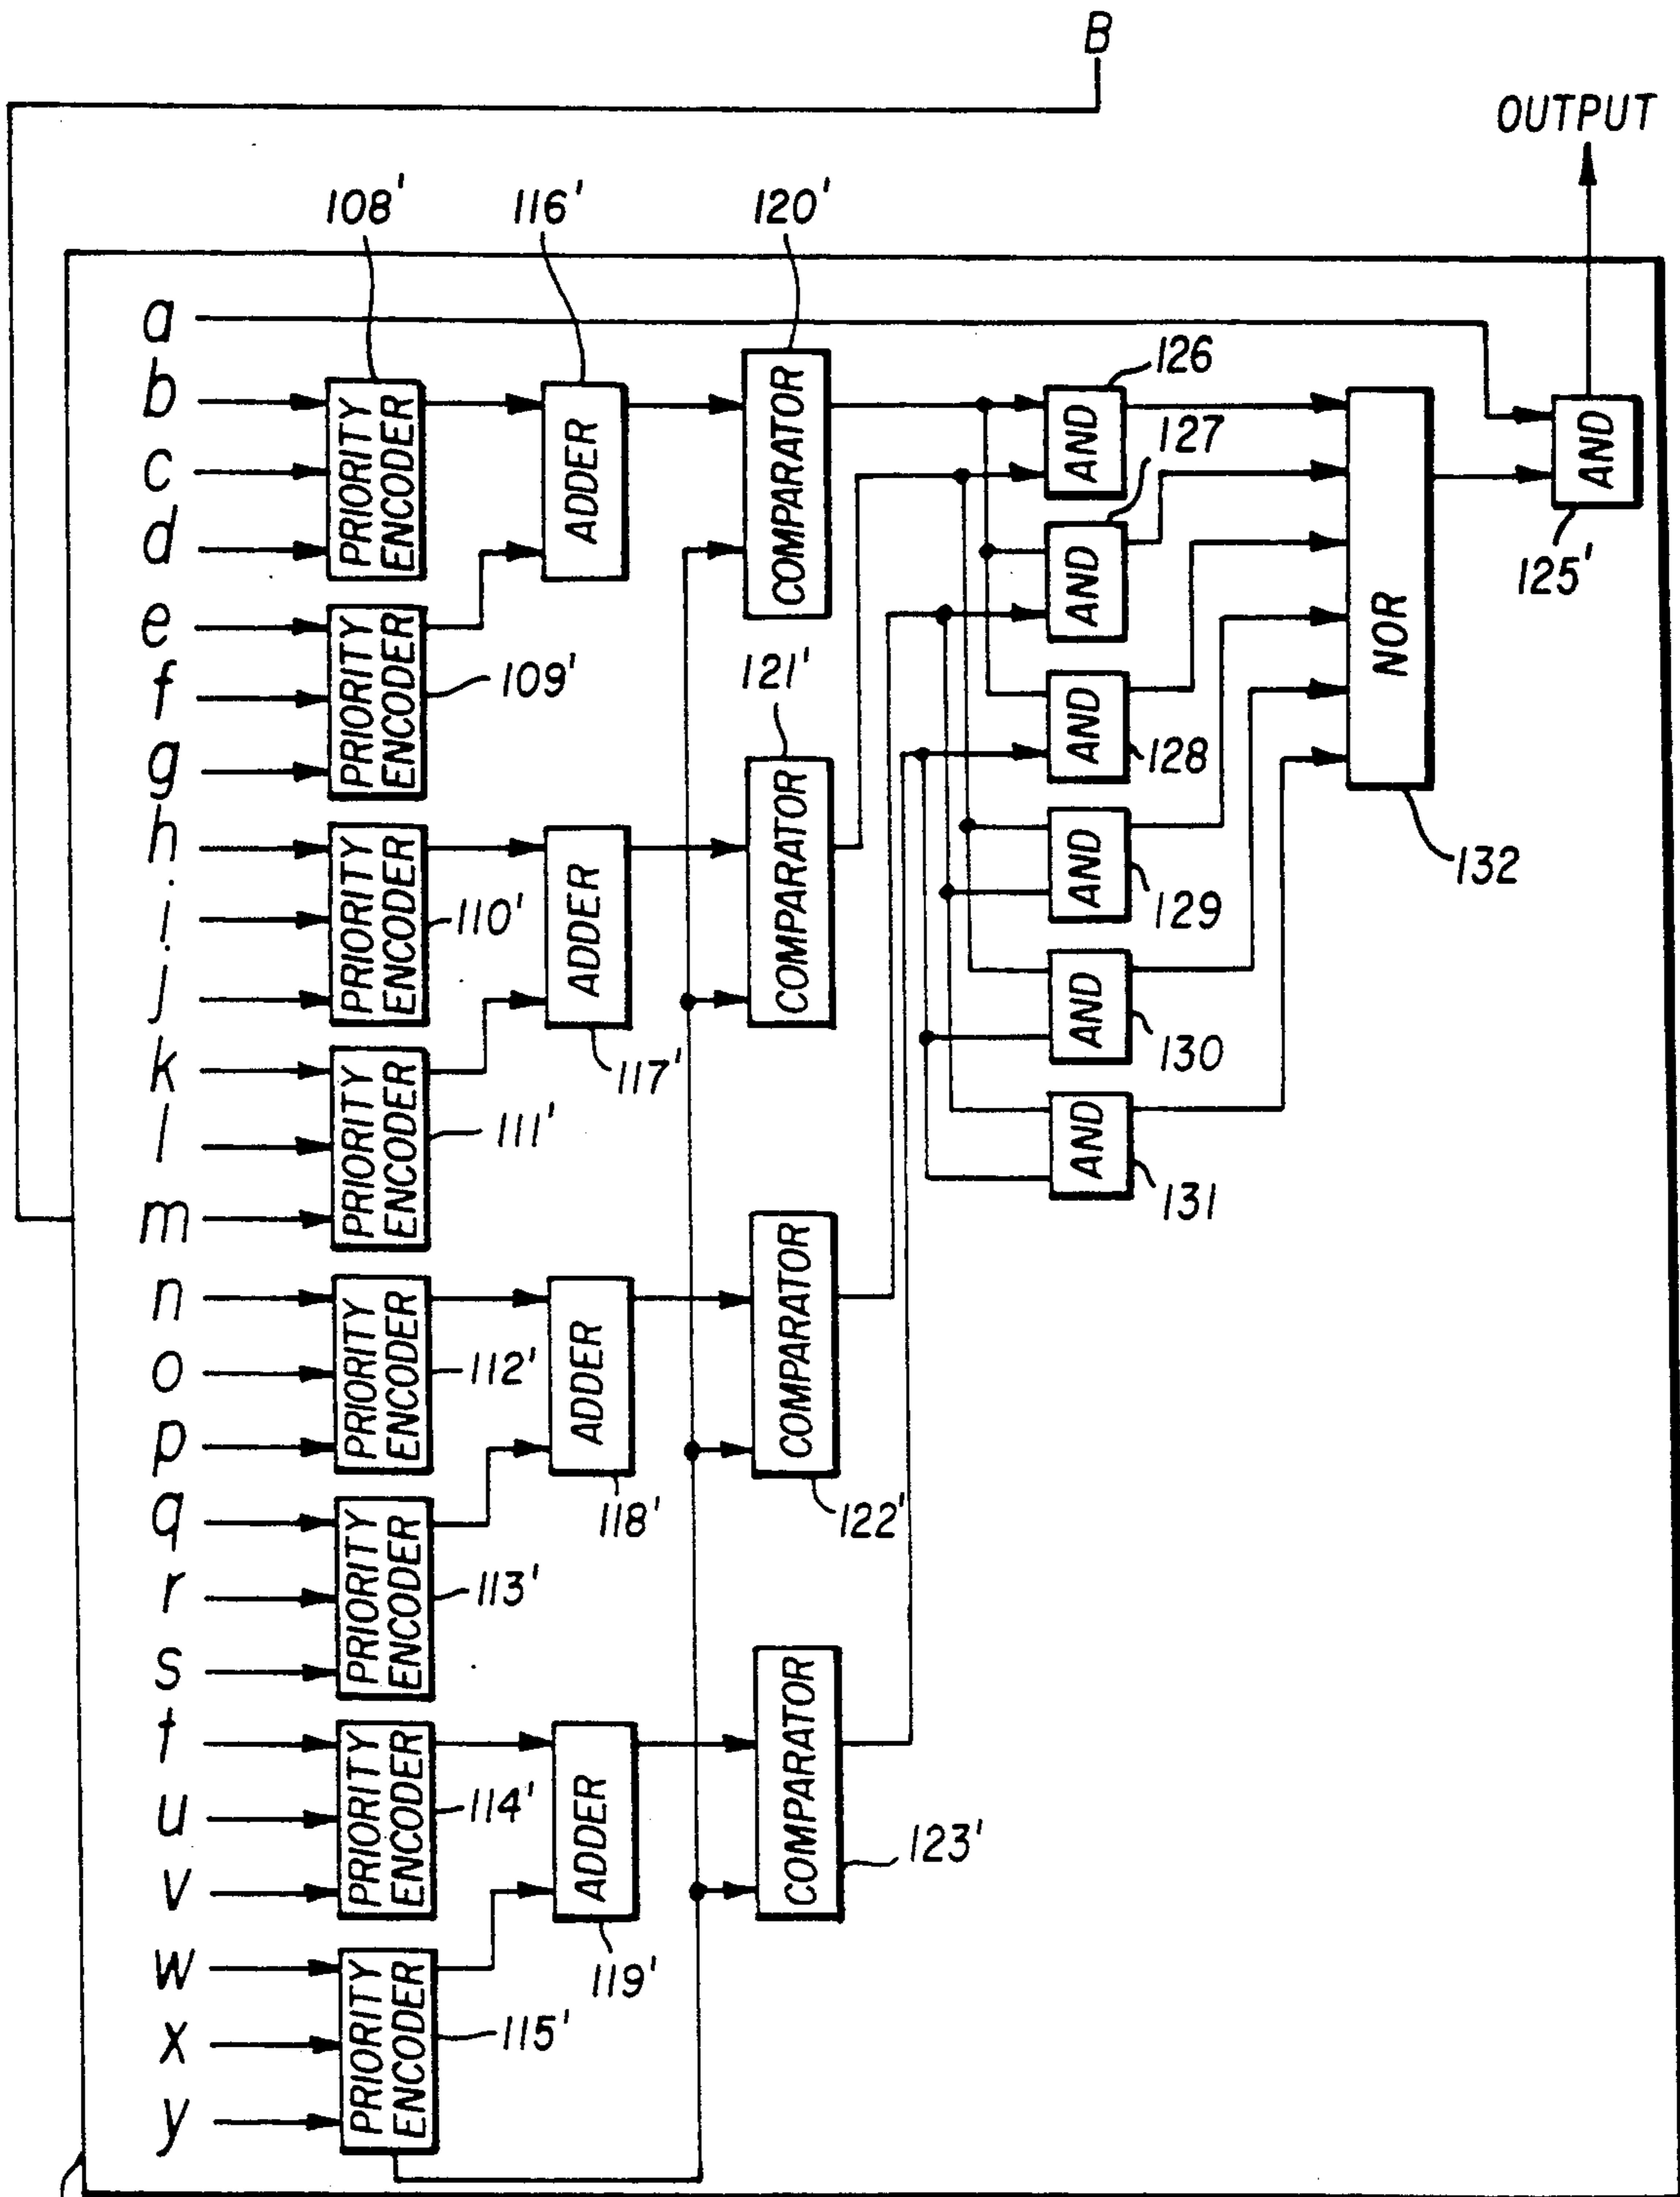 B
OUTPUT
108'
116'
120'
a
b
c
d
e
f
g
h
i
j
k
l
m
n
o
p
q
r
s
t
u
v
w
x
y
PRIORITY ENCODER
PRIORITY ENCODER
109'
PRIORITY ENCODER
110'
PRIORITY ENCODER
111'
PRIORITY ENCODER
112'
PRIORITY ENCODER
113'
PRIORITY ENCODER
114'
PRIORITY ENCODER
115'
ADDER
ADDER
117'
ADDER
118'
ADDER
119'
COMPARATOR
121'
COMPARATOR
COMPARATOR
122'
COMPARATOR
123'
126
AND
127
AND
AND
128
AND
129
AND
130
AND
131
NOR
132
AND
125'